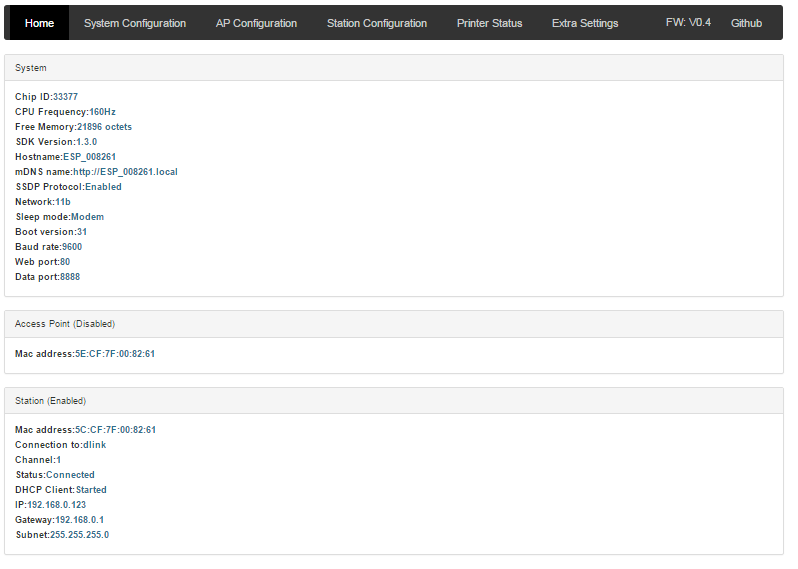 Home System Configuration AP Configuration Station Configuration Printer Status Extra Settings FW: V0.4 Github
System
Chip ID:33377
CPU Frequency:160Hz
Free Memory:21896 octets
SDK Version:1.3.0
Hostname:ESP_008261
mDNS name:http://ESP_008261.local
SSDP Protocol:Enabled
Network:11b
Sleep mode:Modem
Boot version:31
Baud rate:9600
Web port:80
Data port:8888
Access Point (Disabled)
Mac address:5E:CF:7F:00:82:61
Station (Enabled)
Mac address:5C:CF:7F:00:82:61
Connection to:dlink
Channel:1
Status:Connected
DHCP Client:Started
IP:192.168.0.123
Gateway:192.168.0.1
Subnet:255.255.255.0